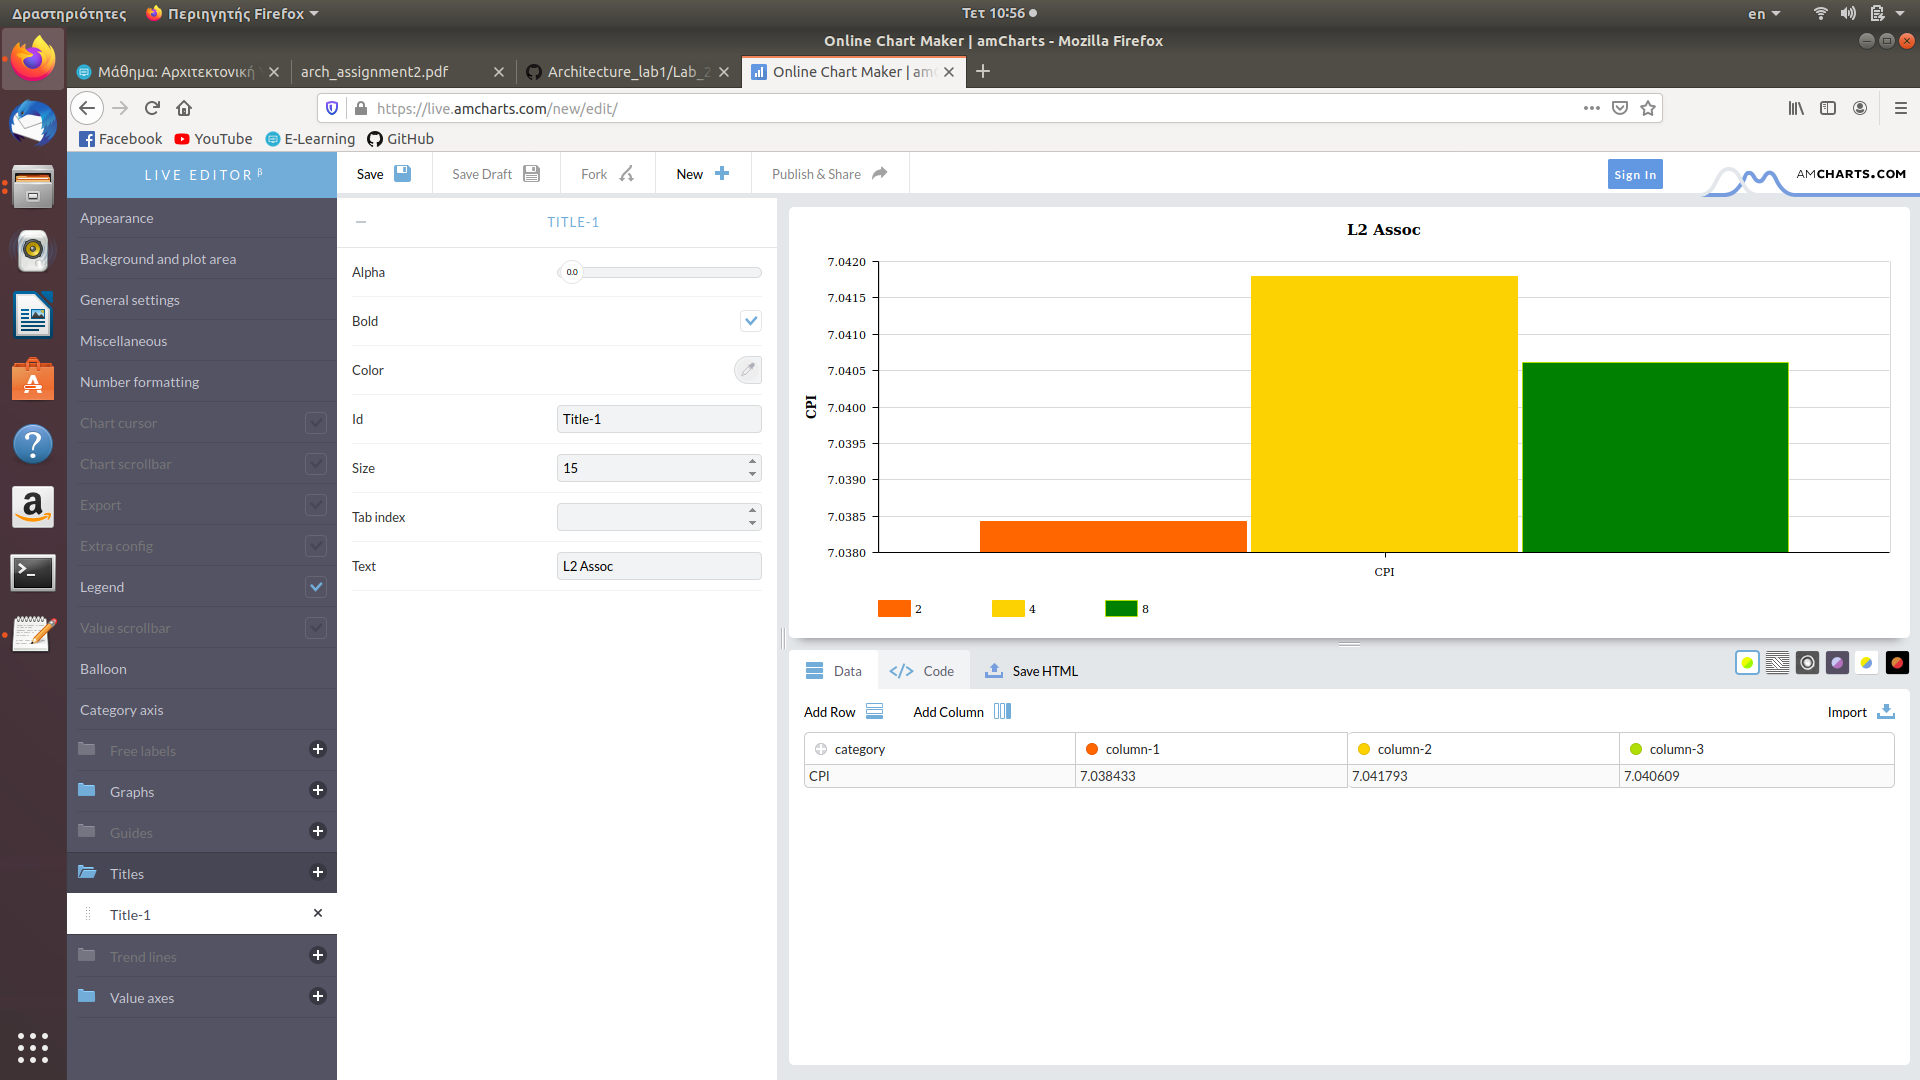 Δραστηριότητες Περιηγητής Firefox Τετ 10:56 en
Online Chart Maker | amCharts - Mozilla Firefox
Μάθημα: Αρχιτεκτονική arch_assignment2.pdf Architecture_lab1/Lab_2 Online Chart Maker | amC
https://live.amcharts.com/new/edit/
Facebook YouTube E-Learning GitHub
LIVE EDITOR β
Save Save Draft Fork New Publish & Share Sign In AMCHARTS.COM
Appearance
Background and plot area
General settings
Miscellaneous
Number formatting
Chart cursor
Chart scrollbar
Export
Extra config
Legend
Value scrollbar
Balloon
Category axis
Free labels
Graphs
Guides
Titles
Title-1
Trend lines
Value axes
TITLE-1
Alpha 0.0
Bold
Color
Id Title-1
Size 15
Tab index
Text L2 Assoc
L2 Assoc
7.0420
7.0415
7.0410
7.0405
7.0400
7.0395
7.0390
7.0385
7.0380
CPI
CPI
2 4 8
Data Code Save HTML
Add Row Add Column Import
category column-1 column-2 column-3
CPI 7.038433 7.041793 7.040609